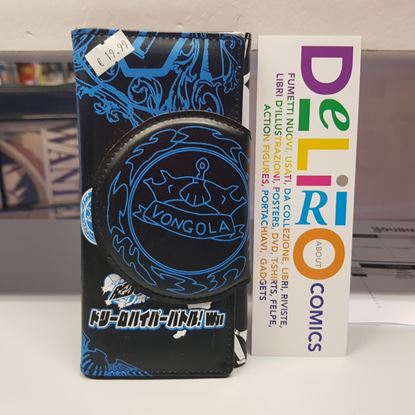 € 19,99
VONGOLA
ドリームハイパーバトル!Wii
DeLiRiO
ABOUT
COMICS
FUMETTI NUOVI, USATI, DA COLLEZIONE, LIBRI, RIVISTE,
LIBRI D'ILLUSTRAZIONI, POSTERS, DVD, T-SHIRTS, FELPE,
ACTION FIGURES, PORTACHIAVI, GADGETS
WAN